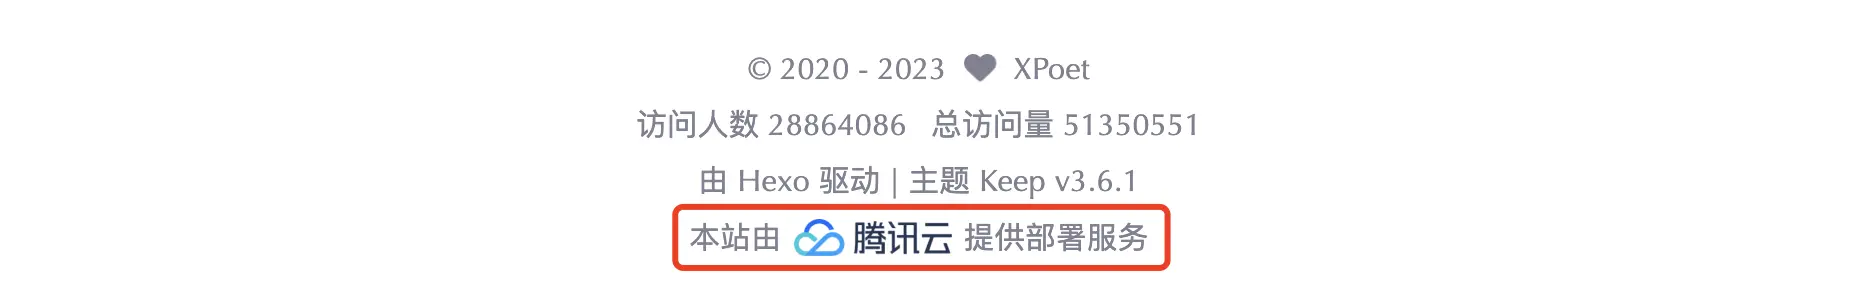 © 2020 - 2023 XPoet
访问人数 28864086 总访问量 51350551
由 Hexo 驱动 | 主题 Keep v3.6.1
本站由 腾讯云 提供部署服务